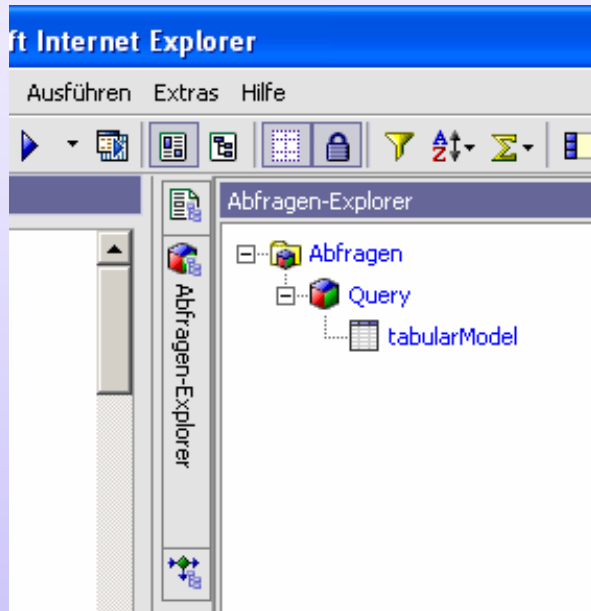 ft Internet Explorer
Ausführen Extras Hilfe
Abfragen-Explorer
Abfragen
Query
tabularModel
Abfragen-Explorer